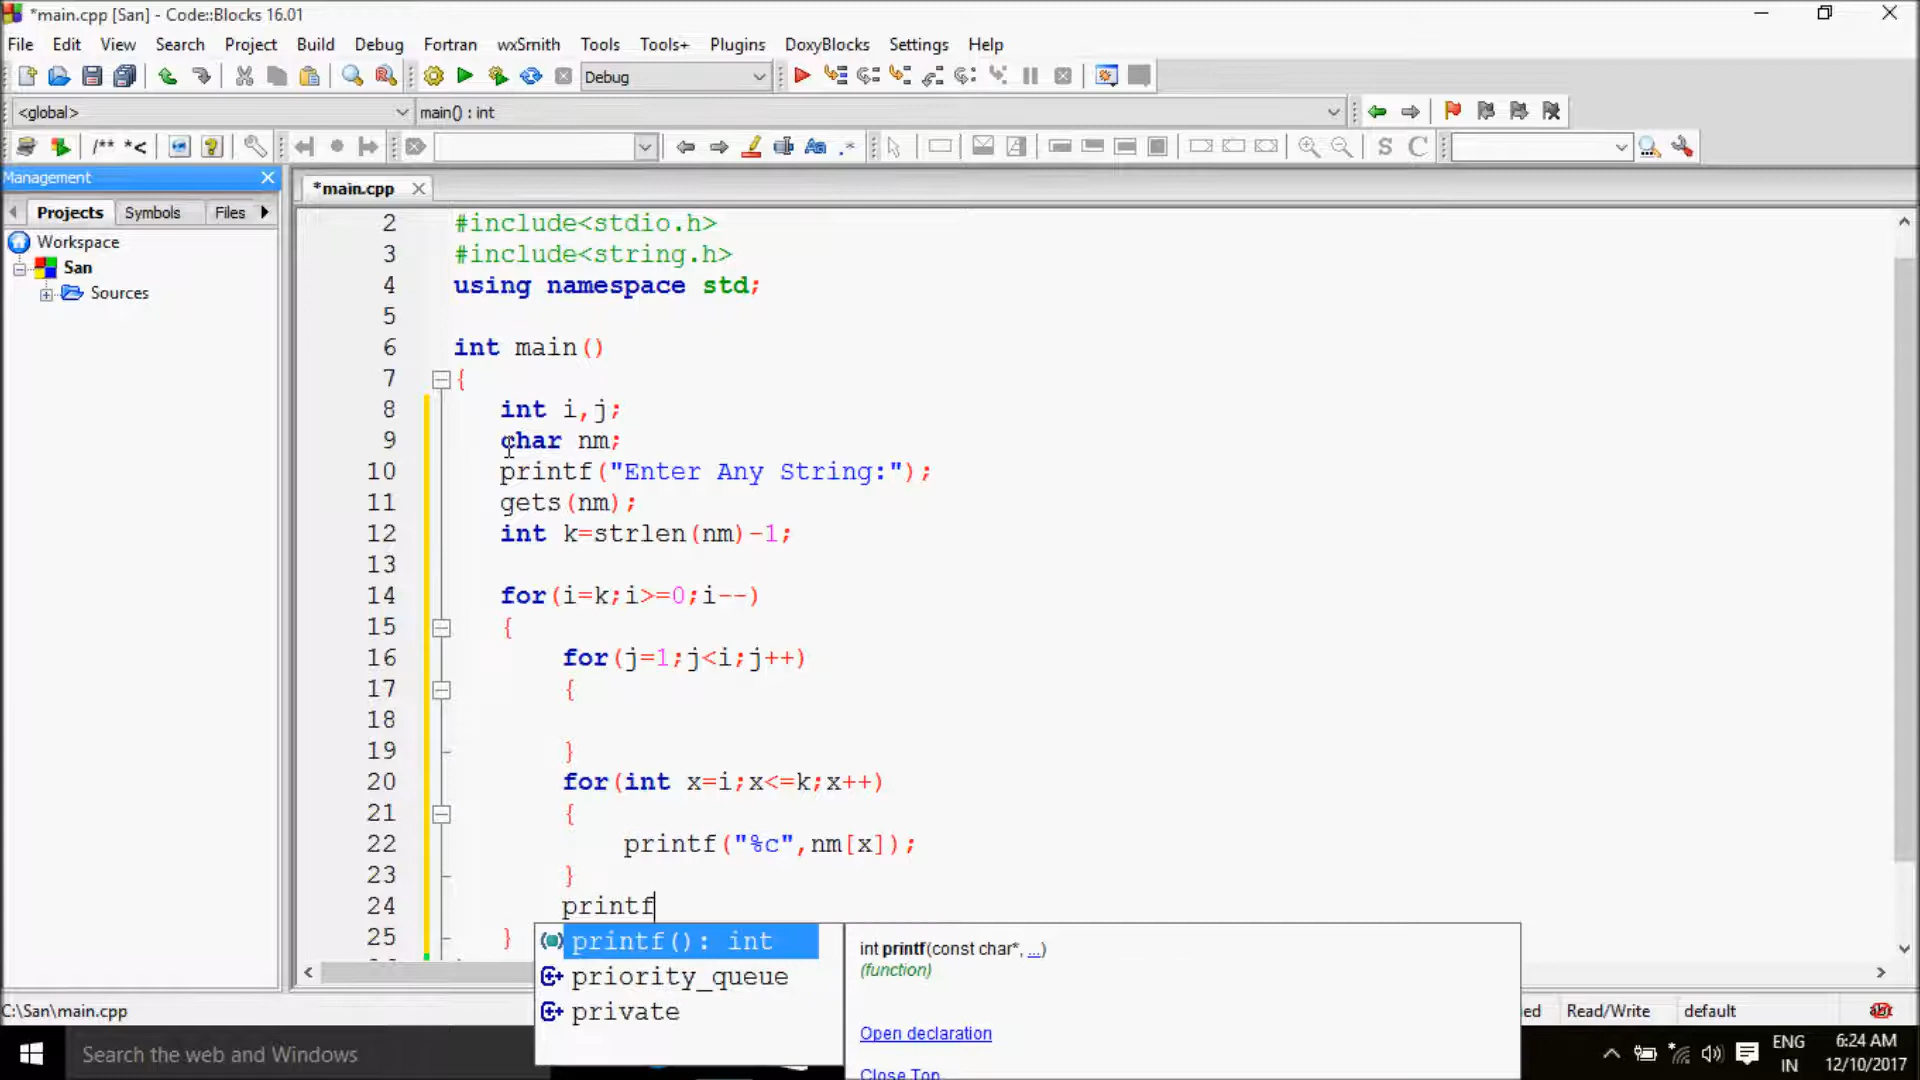 *main.cpp [San] - Code::Blocks 16.01
File Edit View Search Project Build Debug Fortran wxSmith Tools Tools+ Plugins DoxyBlocks Settings Help
Debug
<global> main() : int
/** *<
S C
Management
*main.cpp
Projects Symbols Files
Workspace
San
Sources
2 #include<stdio.h>
3 #include<string.h>
4 using namespace std;
5
6 int main()
7 {
8 int i,j;
9 char nm;
10 printf("Enter Any String:");
11 gets(nm);
12 int k=strlen(nm)-1;
13
14 for(i=k;i>=0;i--)
15 {
16 for(j=1;j<i;j++)
17 {
18
19 }
20 for(int x=i;x<=k;x++)
21 {
22 printf("%c",nm[x]);
23 }
24 printf
25 }
printf(): int
priority_queue
private
int printf(const char*, ...)
(function)
Open declaration
Close Top
C:\San\main.cpp
Read/Write default
Search the web and Windows
ENG
IN
6:24 AM
12/10/2017